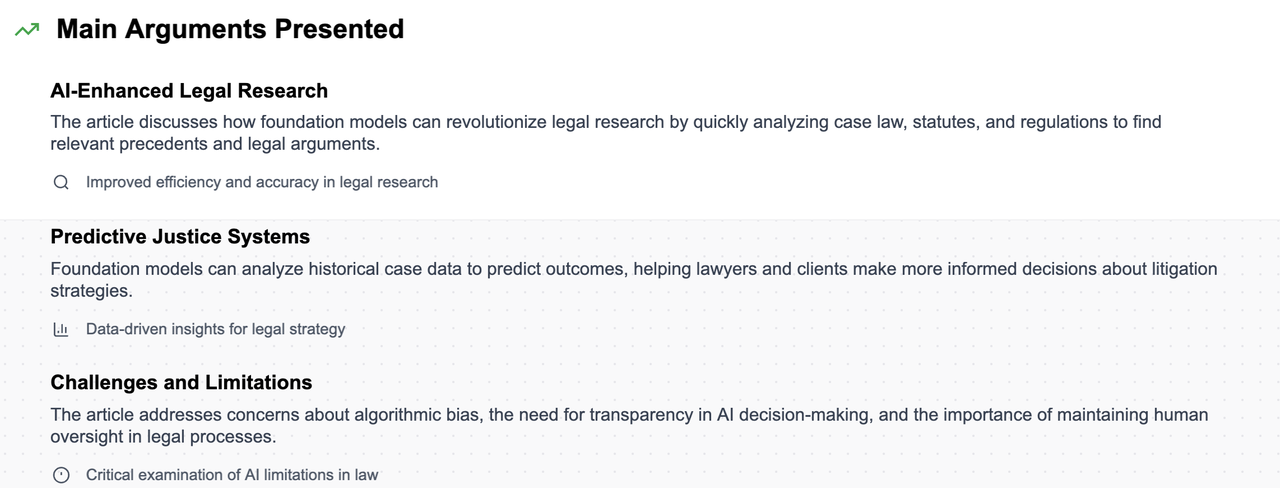 Main Arguments Presented
AI-Enhanced Legal Research
The article discusses how foundation models can revolutionize legal research by quickly analyzing case law, statutes, and regulations to find
relevant precedents and legal arguments.
Improved efficiency and accuracy in legal research
Predictive Justice Systems
Foundation models can analyze historical case data to predict outcomes, helping lawyers and clients make more informed decisions about litigation
strategies.
Data-driven insights for legal strategy
Challenges and Limitations
The article addresses concerns about algorithmic bias, the need for transparency in AI decision-making, and the importance of maintaining human
oversight in legal processes.
Critical examination of AI limitations in law